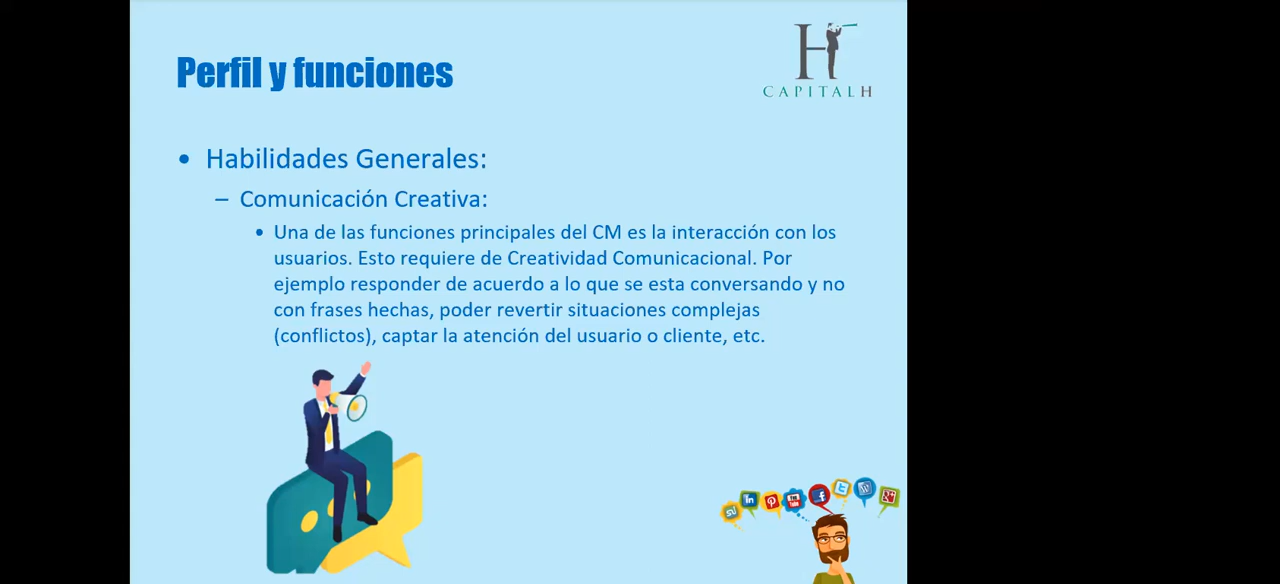 Perfil y funciones
H
CAPITALH
• Habilidades Generales:
– Comunicación Creativa:
• Una de las funciones principales del CM es la interacción con los
usuarios. Esto requiere de Creatividad Comunicacional. Por
ejemplo responder de acuerdo a lo que se esta conversando y no
con frases hechas, poder revertir situaciones complejas
(conflictos), captar la atención del usuario o cliente, etc.